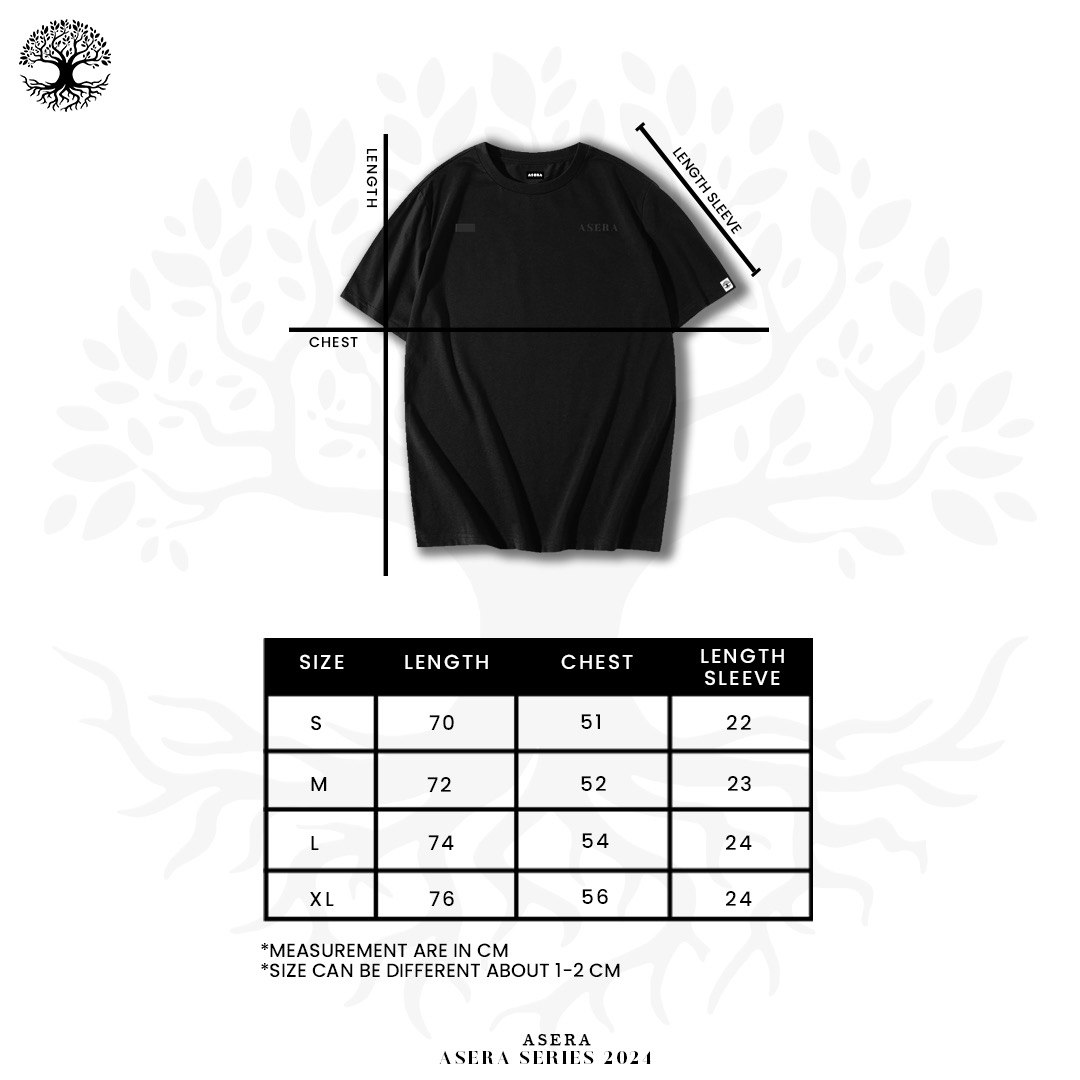 LENGTH
LENGTH SLEEVE
ASERA
ASERA
CHEST
SIZE LENGTH CHEST LENGTH SLEEVE
S 70 51 22
M 72 52 23
L 74 54 24
XL 76 56 24
*MEASUREMENT ARE IN CM
*SIZE CAN BE DIFFERENT ABOUT 1-2 CM
ASERA
ASERA SERIES 2024